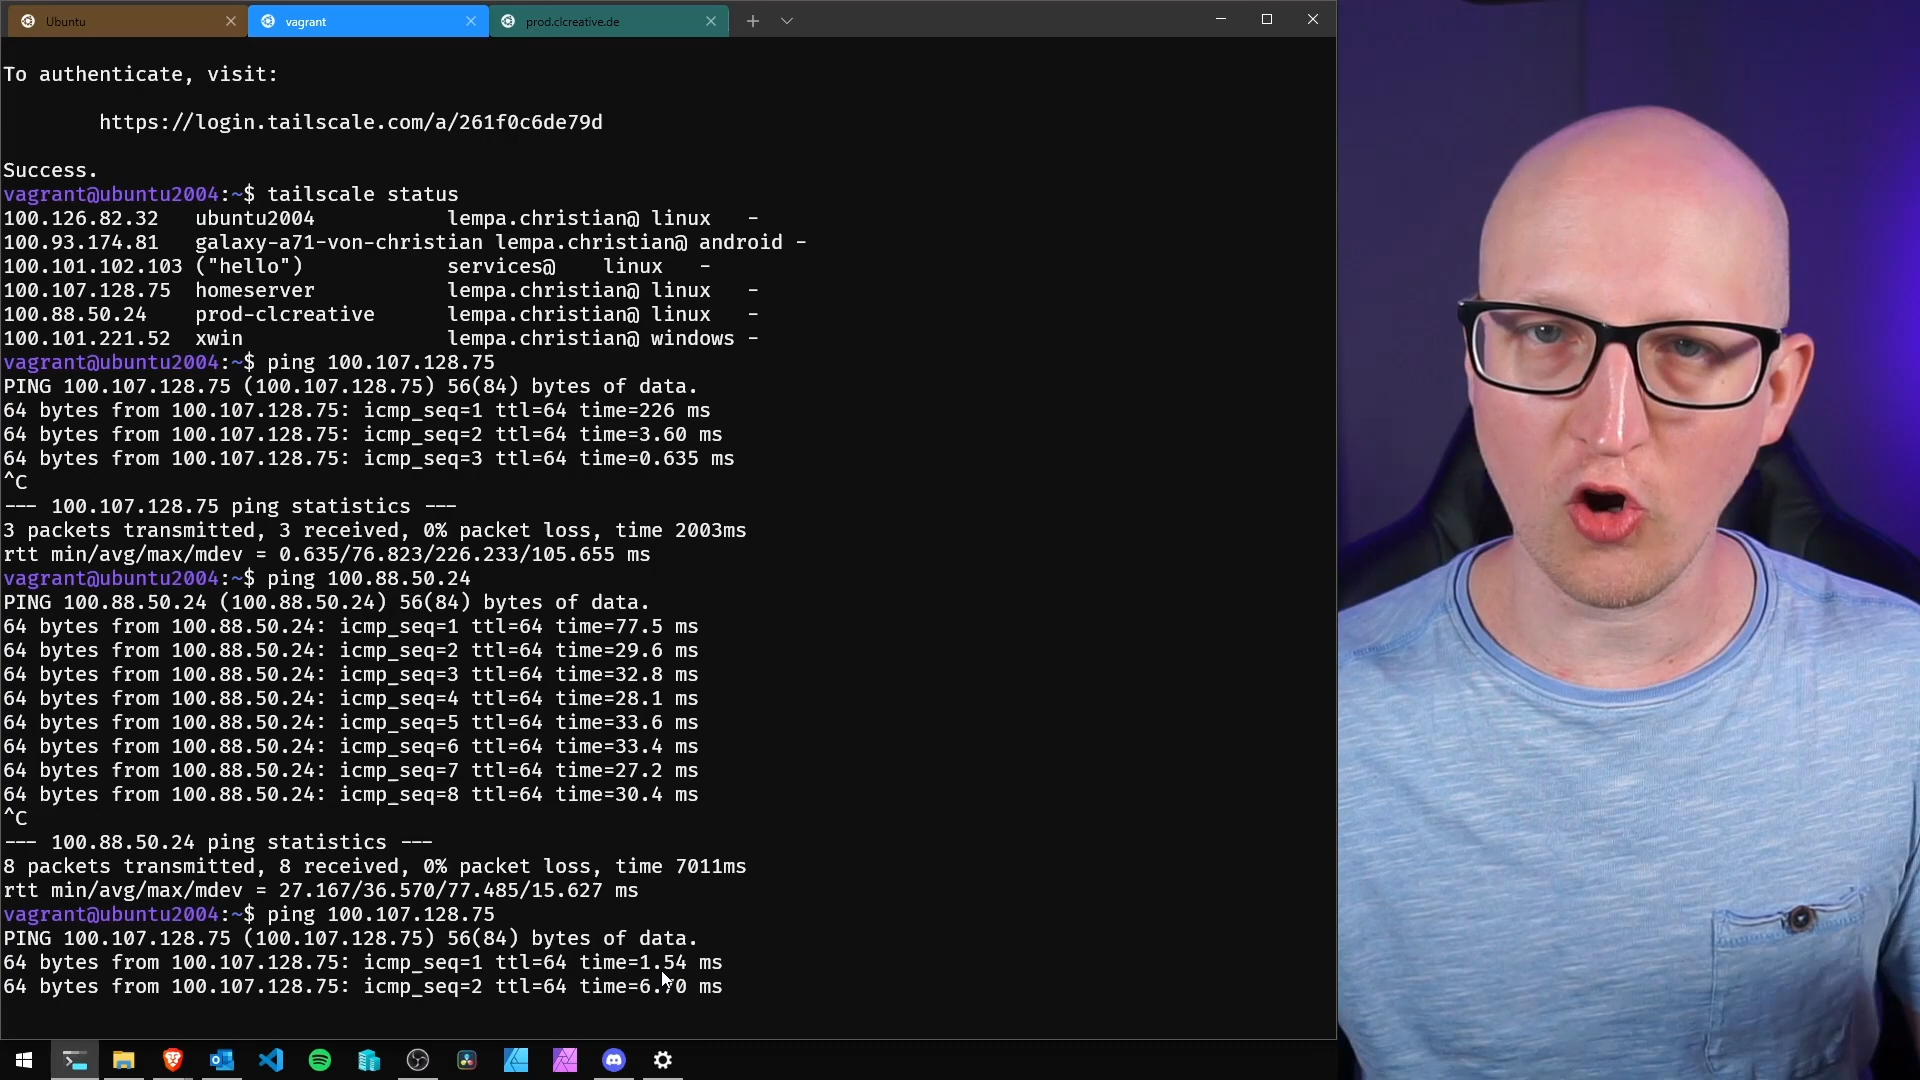 Ubuntu
vagrant
prod.clcreative.de
To authenticate, visit:
https://login.tailscale.com/a/261f0c6de79d
Success.
vagrant@ubuntu2004:~$ tailscale status
100.126.82.32   ubuntu2004           lempa.christian@ linux   -
100.93.174.81   galaxy-a71-von-christian lempa.christian@ android -
100.101.102.103 ("hello")            services@    linux   -
100.107.128.75  homeserver           lempa.christian@ linux   -
100.88.50.24    prod-clcreative      lempa.christian@ linux   -
100.101.221.52  xwin                 lempa.christian@ windows -
vagrant@ubuntu2004:~$ ping 100.107.128.75
PING 100.107.128.75 (100.107.128.75) 56(84) bytes of data.
64 bytes from 100.107.128.75: icmp_seq=1 ttl=64 time=226 ms
64 bytes from 100.107.128.75: icmp_seq=2 ttl=64 time=3.60 ms
64 bytes from 100.107.128.75: icmp_seq=3 ttl=64 time=0.635 ms
^C
--- 100.107.128.75 ping statistics ---
3 packets transmitted, 3 received, 0% packet loss, time 2003ms
rtt min/avg/max/mdev = 0.635/76.823/226.233/105.655 ms
vagrant@ubuntu2004:~$ ping 100.88.50.24
PING 100.88.50.24 (100.88.50.24) 56(84) bytes of data.
64 bytes from 100.88.50.24: icmp_seq=1 ttl=64 time=77.5 ms
64 bytes from 100.88.50.24: icmp_seq=2 ttl=64 time=29.6 ms
64 bytes from 100.88.50.24: icmp_seq=3 ttl=64 time=32.8 ms
64 bytes from 100.88.50.24: icmp_seq=4 ttl=64 time=28.1 ms
64 bytes from 100.88.50.24: icmp_seq=5 ttl=64 time=33.6 ms
64 bytes from 100.88.50.24: icmp_seq=6 ttl=64 time=33.4 ms
64 bytes from 100.88.50.24: icmp_seq=7 ttl=64 time=27.2 ms
64 bytes from 100.88.50.24: icmp_seq=8 ttl=64 time=30.4 ms
^C
--- 100.88.50.24 ping statistics ---
8 packets transmitted, 8 received, 0% packet loss, time 7011ms
rtt min/avg/max/mdev = 27.167/36.570/77.485/15.627 ms
vagrant@ubuntu2004:~$ ping 100.107.128.75
PING 100.107.128.75 (100.107.128.75) 56(84) bytes of data.
64 bytes from 100.107.128.75: icmp_seq=1 ttl=64 time=1.54 ms
64 bytes from 100.107.128.75: icmp_seq=2 ttl=64 time=6.70 ms